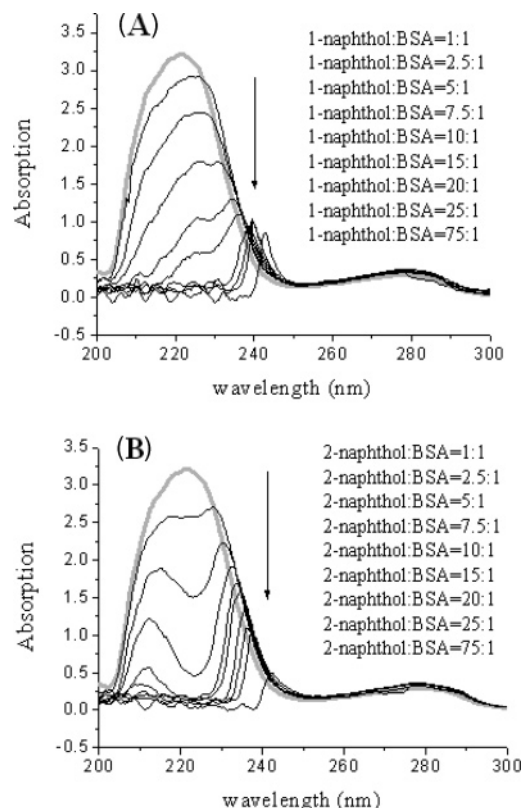 (A)
1-naphthol:BSA=1:1
1-naphthol:BSA=2.5:1
1-naphthol:BSA=5:1
1-naphthol:BSA=7.5:1
1-naphthol:BSA=10:1
1-naphthol:BSA=15:1
1-naphthol:BSA=20:1
1-naphthol:BSA=25:1
1-naphthol:BSA=75:1
Absorption
3.5
3.0
2.5
2.0
1.5
1.0
0.5
0.0
-0.5
200 220 240 260 280 300
wavelength (nm)
(B)
2-naphthol:BSA=1:1
2-naphthol:BSA=2.5:1
2-naphthol:BSA=5:1
2-naphthol:BSA=7.5:1
2-naphthol:BSA=10:1
2-naphthol:BSA=15:1
2-naphthol:BSA=20:1
2-naphthol:BSA=25:1
2-naphthol:BSA=75:1
Absorption
3.5
3.0
2.5
2.0
1.5
1.0
0.5
0.0
-0.5
200 220 240 260 280 300
wavelength (nm)